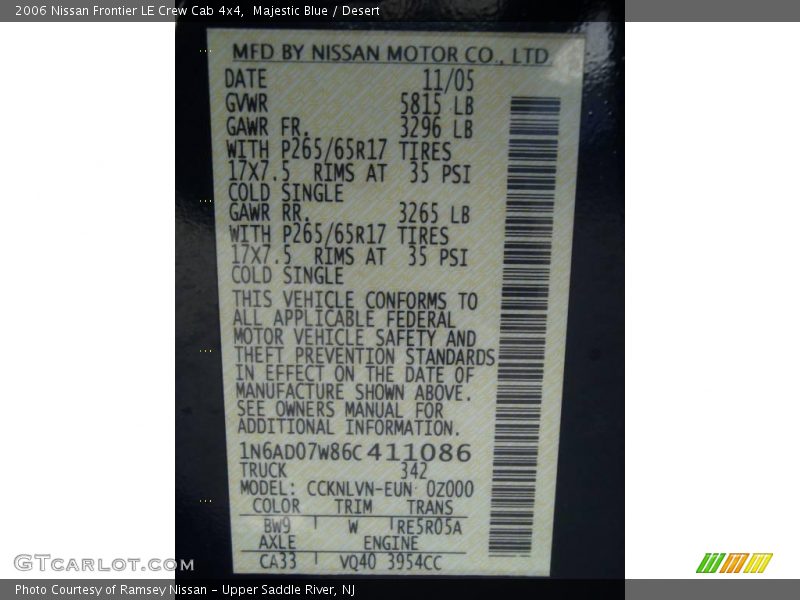 2006 Nissan Frontier LE Crew Cab 4x4, Majestic Blue / Desert
MFD BY NISSAN MOTOR CO., LTD
DATE 11/05
GVWR 5815 LB
GAWR FR. 3296 LB
WITH P265/65R17 TIRES
17X7.5 RIMS AT 35 PSI
COLD SINGLE
GAWR RR. 3265 LB
WITH P265/65R17 TIRES
17X7.5 RIMS AT 35 PSI
COLD SINGLE
THIS VEHICLE CONFORMS TO
ALL APPLICABLE FEDERAL
MOTOR VEHICLE SAFETY AND
THEFT PREVENTION STANDARDS
IN EFFECT ON THE DATE OF
MANUFACTURE SHOWN ABOVE.
SEE OWNERS MANUAL FOR
ADDITIONAL INFORMATION.
1N6AD07W86C411086
TRUCK 342
MODEL: CCKNLVN-EUN 0Z000
COLOR TRIM TRANS
BW9 W RE5R05A
AXLE ENGINE
CA33 VQ40 3954CC
GTCarLot.com
Photo Courtesy of Ramsey Nissan - Upper Saddle River, NJ